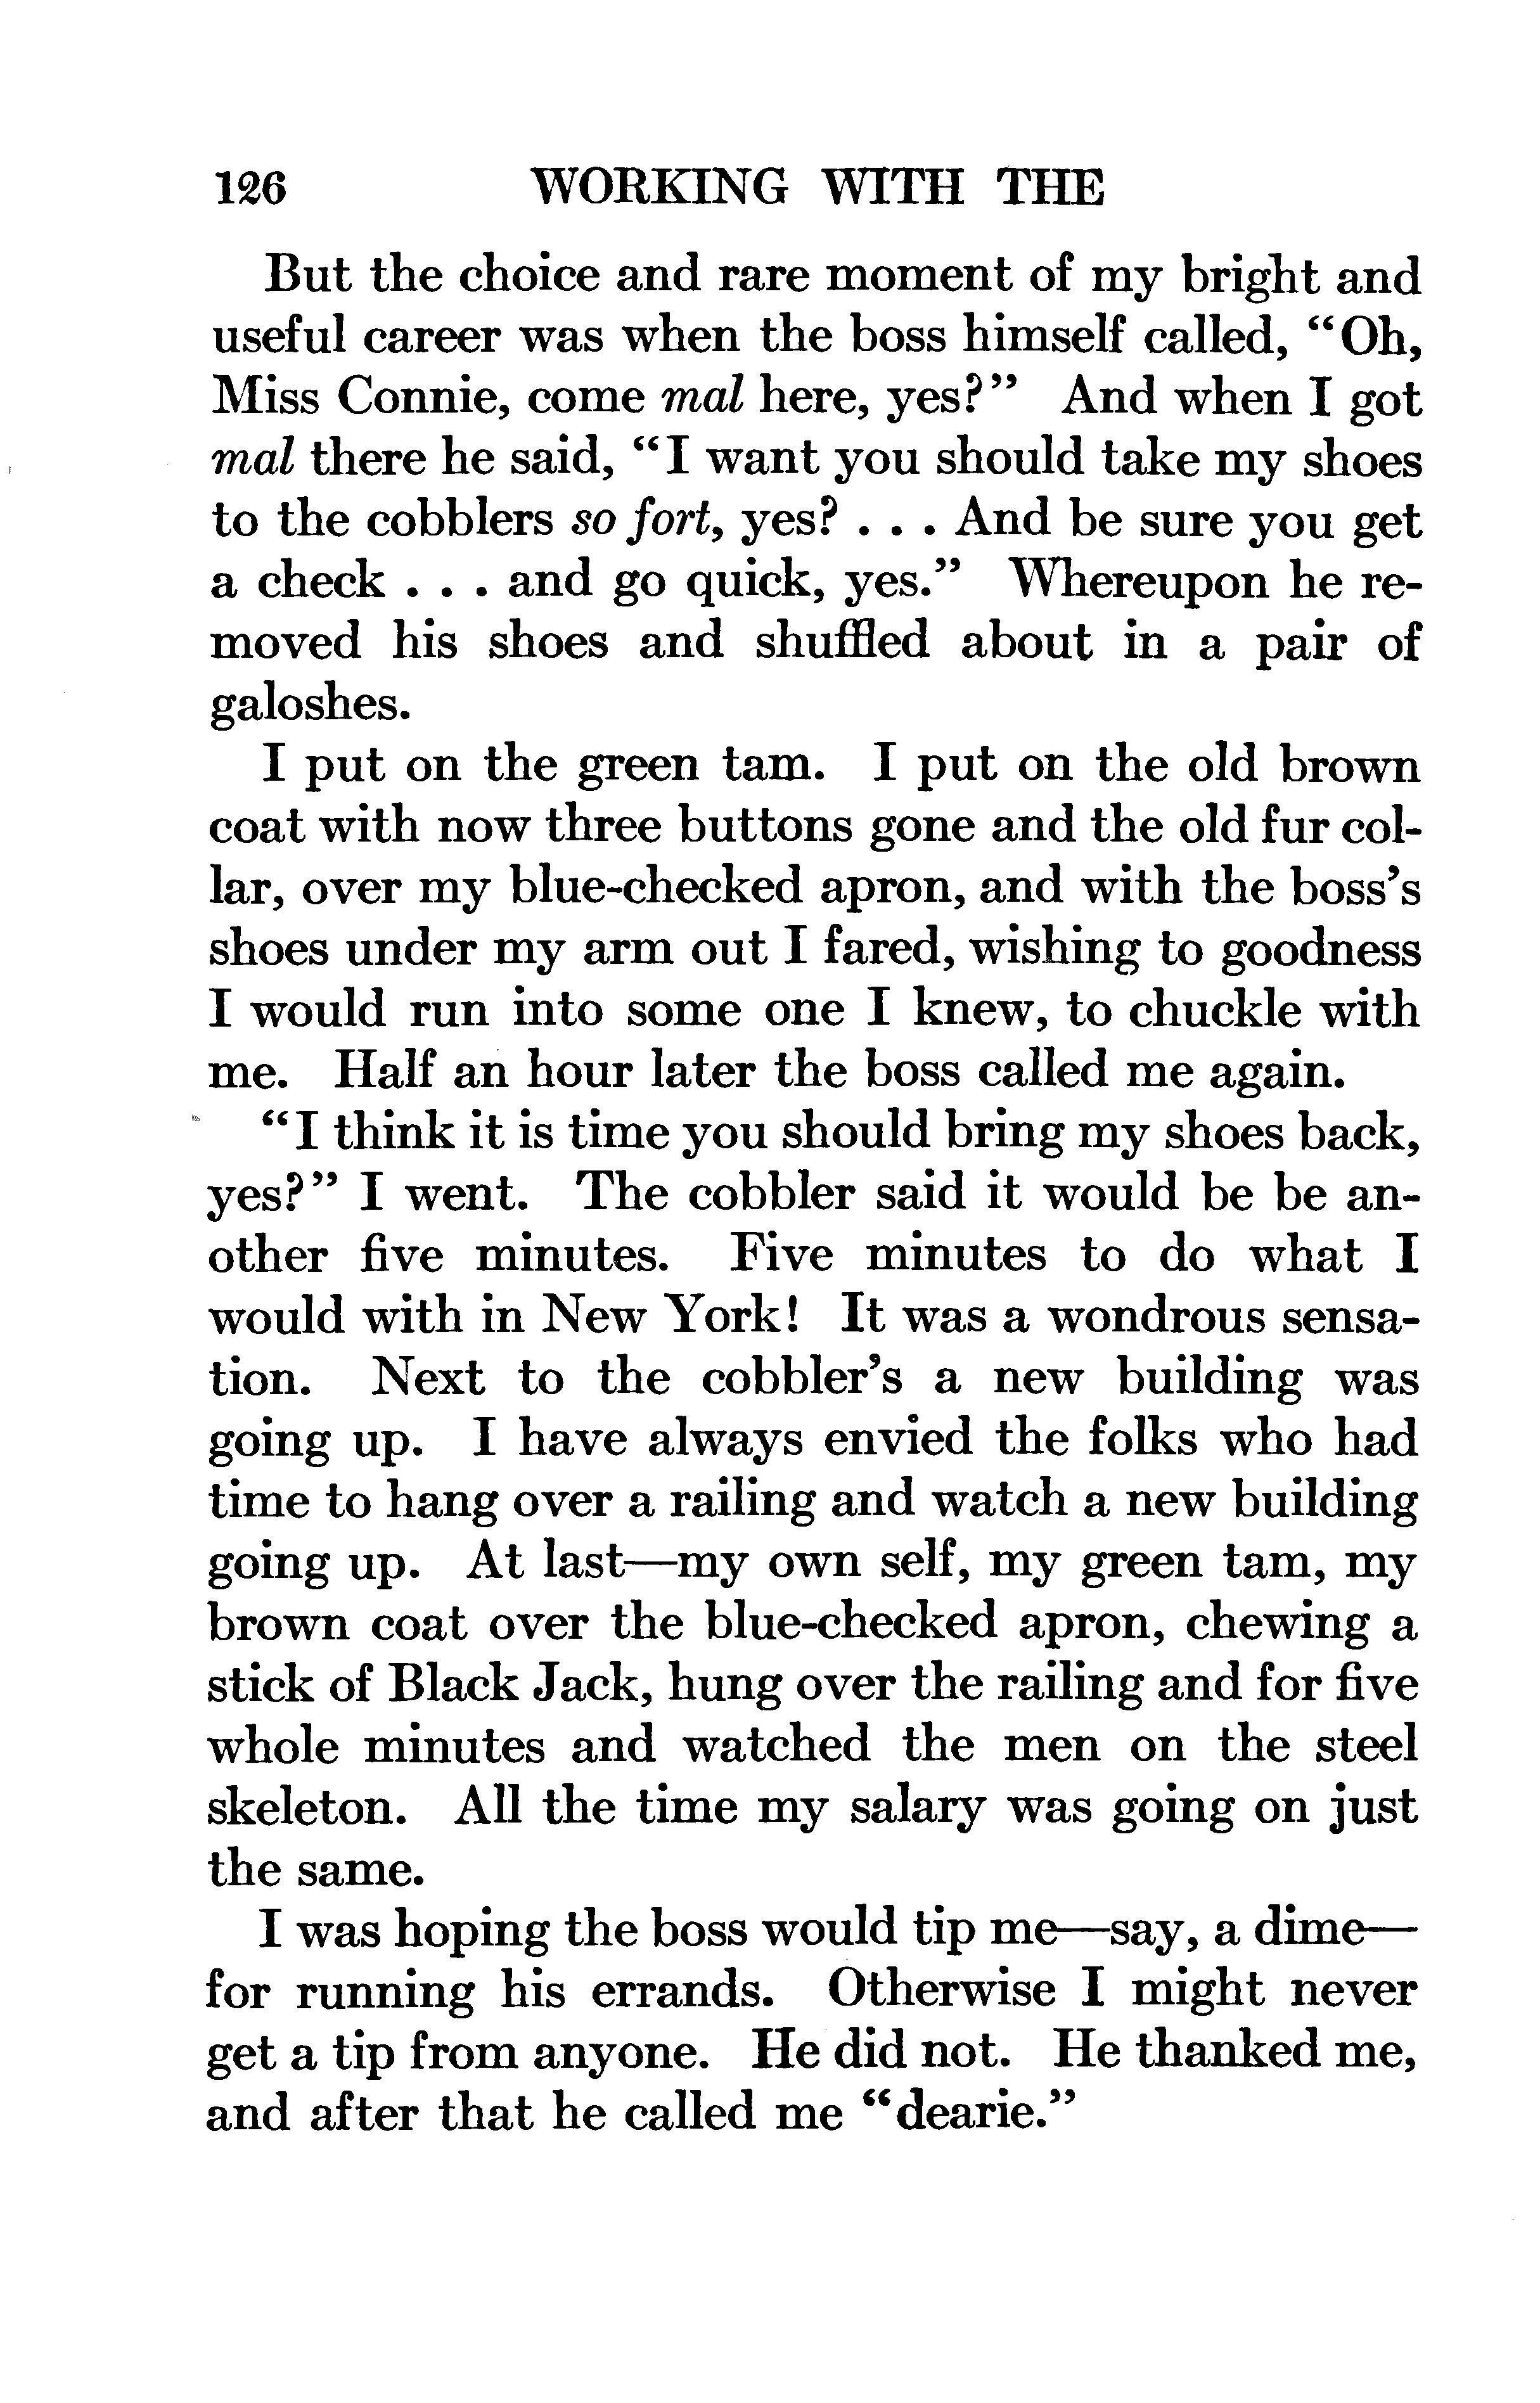 126 WORKING WITH THE
But the choice and rare moment of my bright and
useful career was when the boss himself called, “Oh,
Miss Connie, come mal here, yes?” And when I got
mal there he said, “I want you should take my shoes
to the cobblers so fort, yes? . . . And be sure you get
a check . . . and go quick, yes.” Whereupon he re-
moved his shoes and shuffled about in a pair of
galoshes.
I put on the green tam. I put on the old brown
coat with now three buttons gone and the old fur col-
lar, over my blue-checked apron, and with the boss’s
shoes under my arm out I fared, wishing to goodness
I would run into some one I knew, to chuckle with
me. Half an hour later the boss called me again.
“I think it is time you should bring my shoes back,
yes?” I went. The cobbler said it would be be an-
other five minutes. Five minutes to do what I
would with in New York! It was a wondrous sensa-
tion. Next to the cobbler’s a new building was
going up. I have always envied the folks who had
time to hang over a railing and watch a new building
going up. At last—my own self, my green tam, my
brown coat over the blue-checked apron, chewing a
stick of Black Jack, hung over the railing and for five
whole minutes and watched the men on the steel
skeleton. All the time my salary was going on just
the same.
I was hoping the boss would tip me—say, a dime—
for running his errands. Otherwise I might never
get a tip from anyone. He did not. He thanked me,
and after that he called me “dearie.”